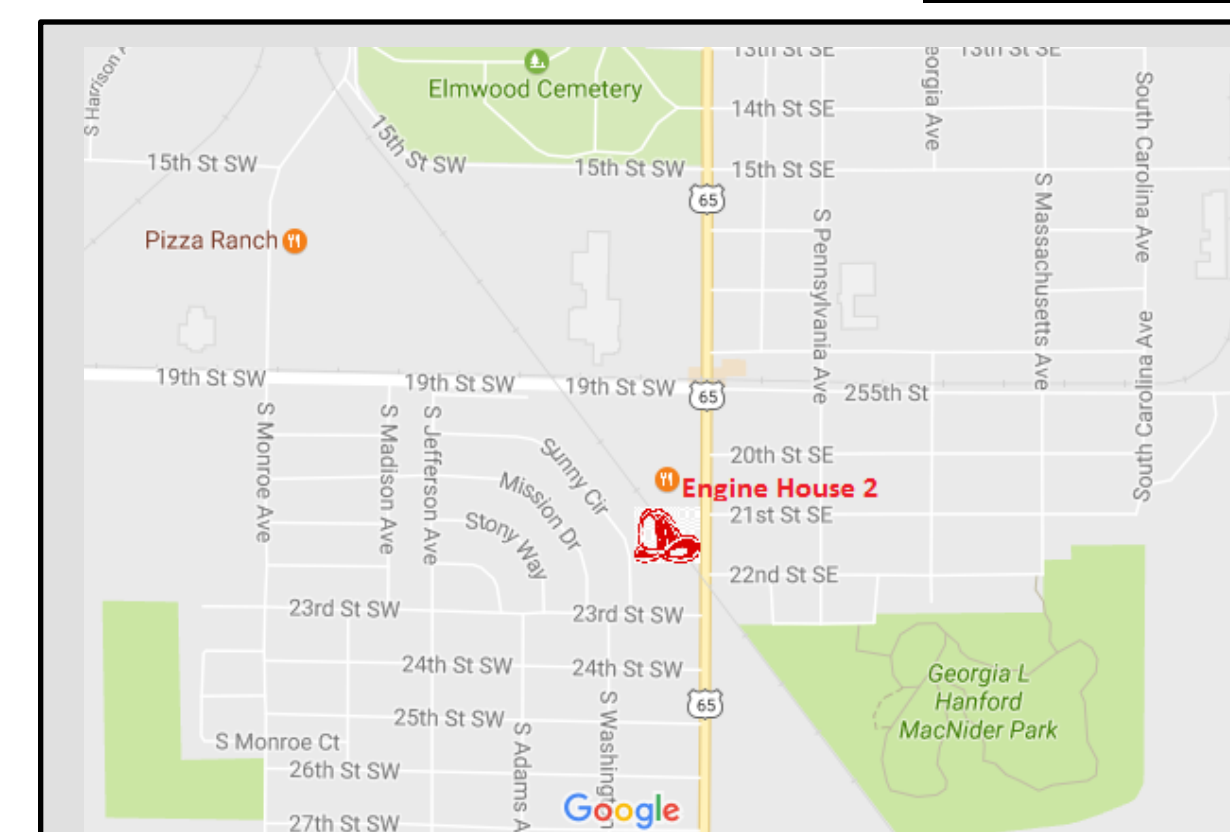 13th St SE
13th St SE
S Harrison
Elmwood Cemetery
14th St SE
Ave
South Carolina Ave
15th St SW
15th St SW
15th St SW
15th St SE
65
S Massachusetts Ave
S Pennsylvania Ave
Pizza Ranch
South Carolina Ave
19th St SW
19th St SW
19th St SW
65
255th St
S Monroe Ave
S Madison Ave
S Jefferson Ave
Sunny Cir
Mission Dr
Stony Way
20th St SE
Engine House 2
21st St SE
22nd St SE
23rd St SW
23rd St SW
24th St SW
24th St SW
Georgia L
Hanford
MacNider Park
65
25th St SW
S Adams A
S Washington
S Monroe Ct
26th St SW
Google
27th St SW